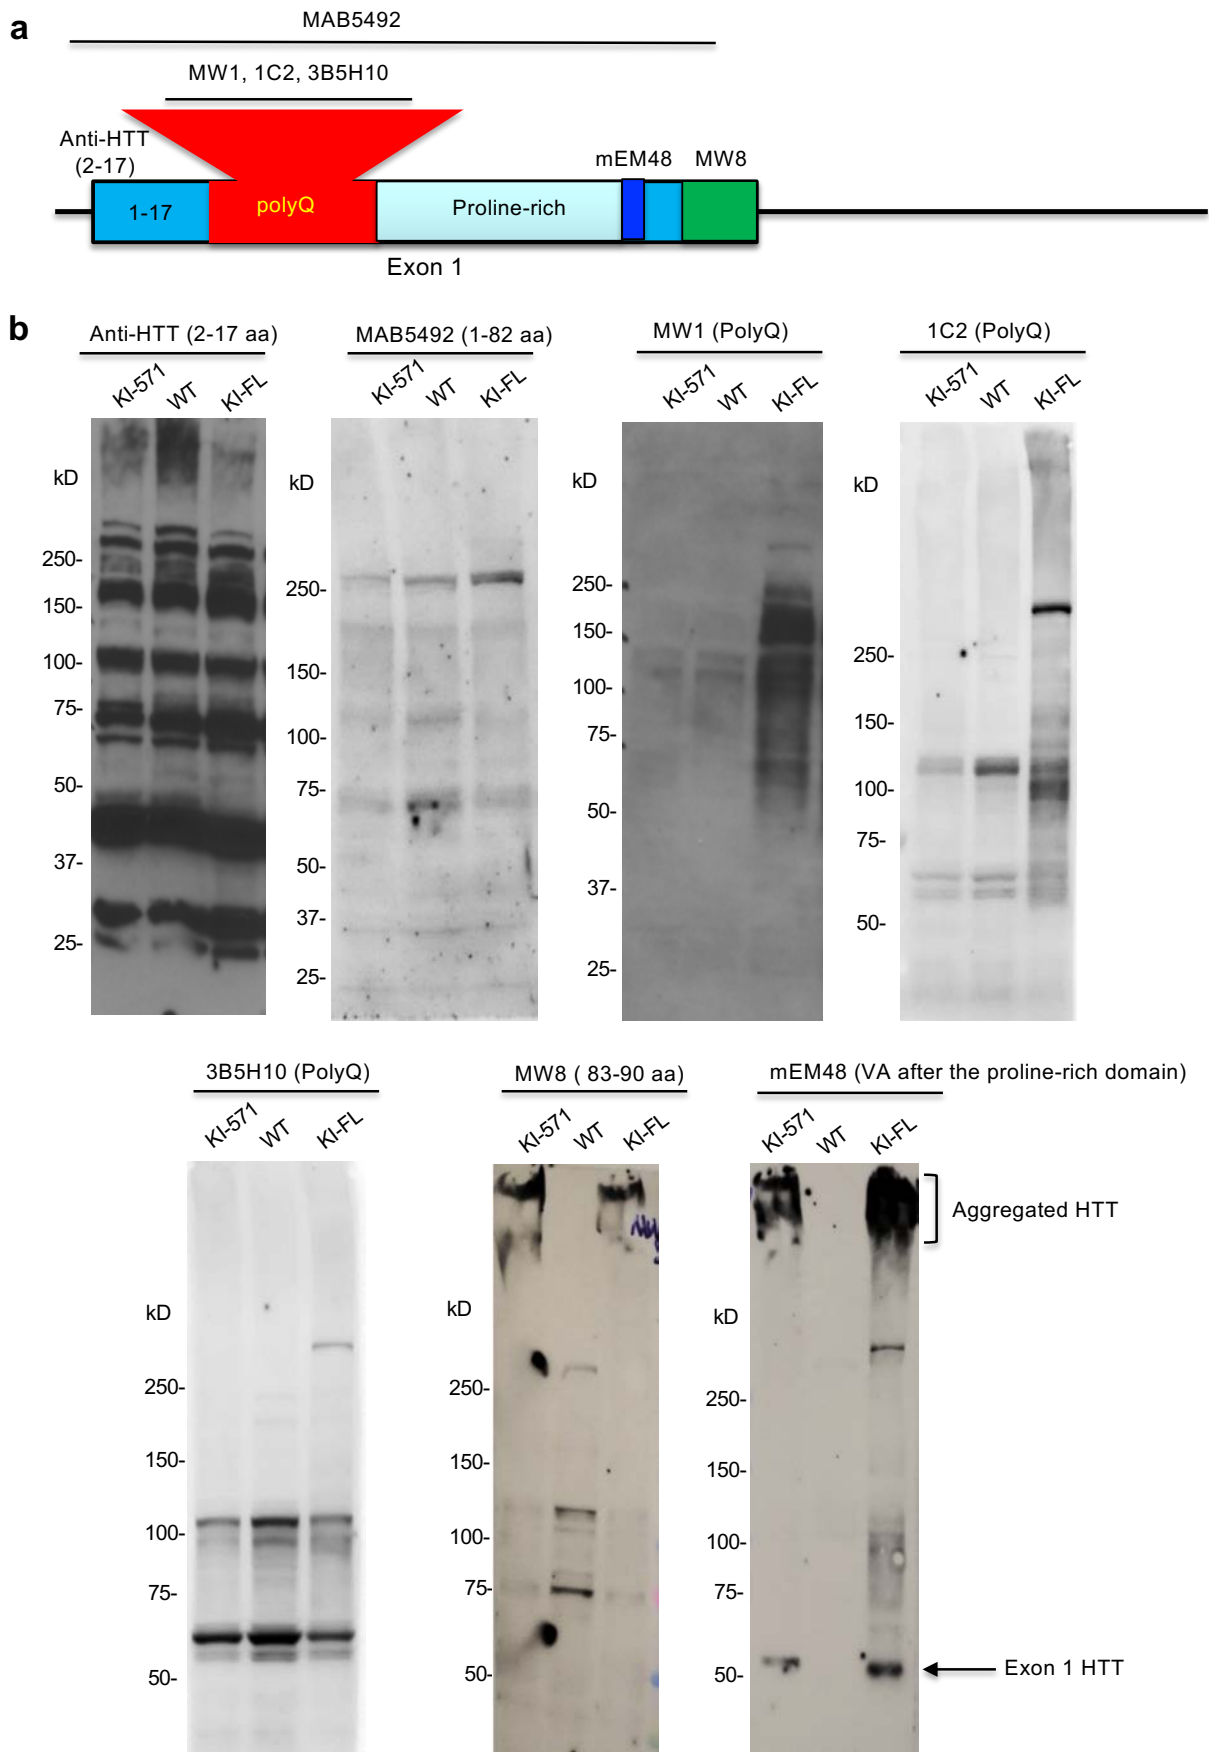 a
MAB5492
MW1, 1C2, 3B5H10
Anti-HTT
(2-17)
mEM48
MW8
1-17
polyQ
Proline-rich
Exon 1
b
Anti-HTT (2-17 aa)
MAB5492 (1-82 aa)
MW1 (PolyQ)
1C2 (PolyQ)
KI-571 WT KI-FL
KI-571 WT KI-FL
KI-571 WT KI-FL
KI-571 WT KI-FL
kD
250-
150-
100-
75-
50-
37-
25-
kD
250-
150-
100-
75-
50-
37-
25-
kD
250-
150-
100-
75-
50-
37-
25-
kD
250-
150-
100-
75-
50-
3B5H10 (PolyQ)
MW8 ( 83-90 aa)
mEM48 (VA after the proline-rich domain)
KI-571 WT KI-FL
KI-571 WT KI-FL
KI-571 WT KI-FL
kD
250-
150-
100-
75-
50-
kD
250-
150-
100-
75-
50-
kD
250-
150-
100-
75-
50-
Aggregated HTT
Exon 1 HTT